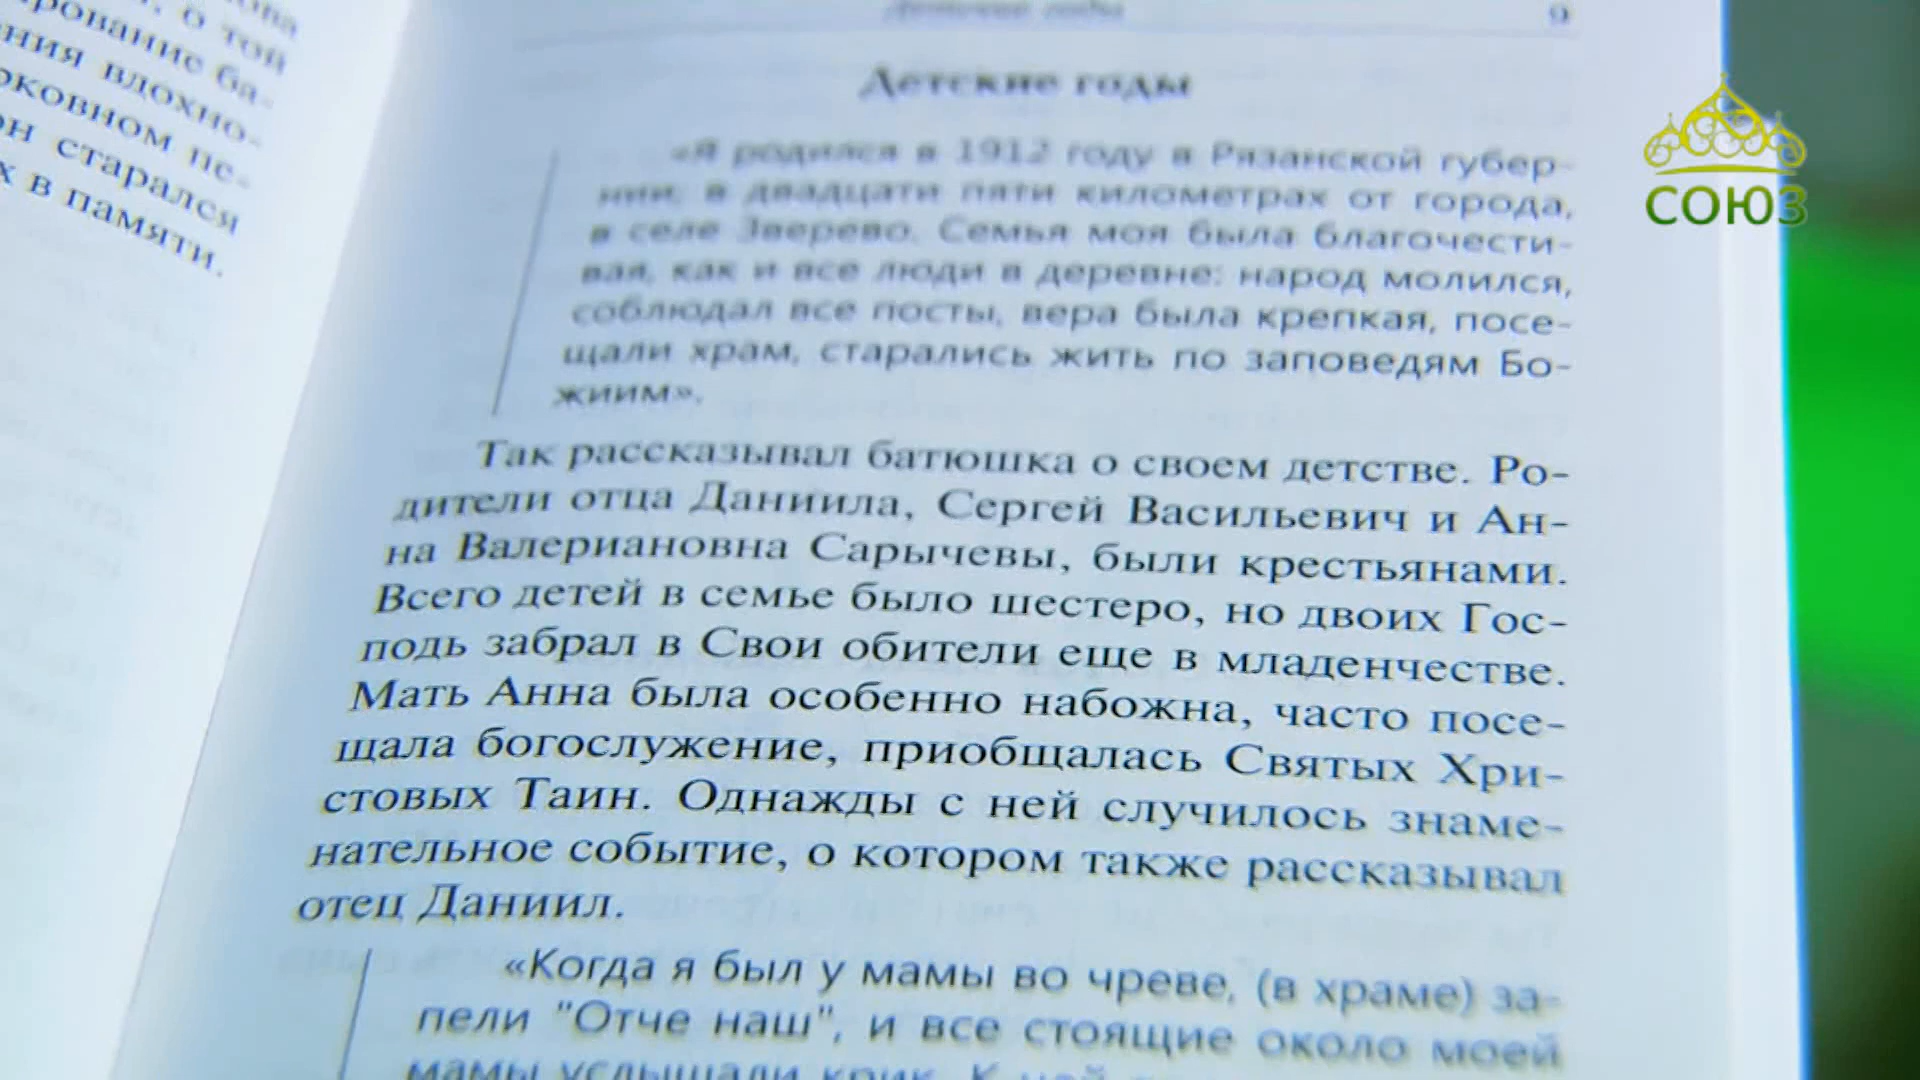 рование ба-
ния вдохно-
старался
в памяти.
Детские годы
9
Детские годы
«Я родился в 1912 году в Рязанской губер-
нии, в двадцати пяти километрах от города,
в селе Зверево. Семья моя была благочести-
вая, как и все люди в деревне: народ молился,
соблюдал все посты, вера была крепкая, посе-
щали храм, старались жить по заповедям Бо-
жиим».
Так рассказывал батюшка о своем детстве. Ро-
дители отца Даниила, Сергей Васильевич и Ан-
на Валериановна Сарычевы, были крестьянами.
Всего детей в семье было шестеро, но двоих Гос-
подь забрал в Свои обители еще в младенчестве.
Мать Анна была особенно набожна, часто посе-
щала богослужение, приобщалась Святых Хри-
стовых Таин. Однажды с ней случилось знаме-
нательное событие, о котором также рассказывал
отец Даниил.
«Когда я был у мамы во чреве, (в храме) за-
пели "Отче наш", и все стоящие около моей
мамы услышали крик. К ней
СОЮЗ